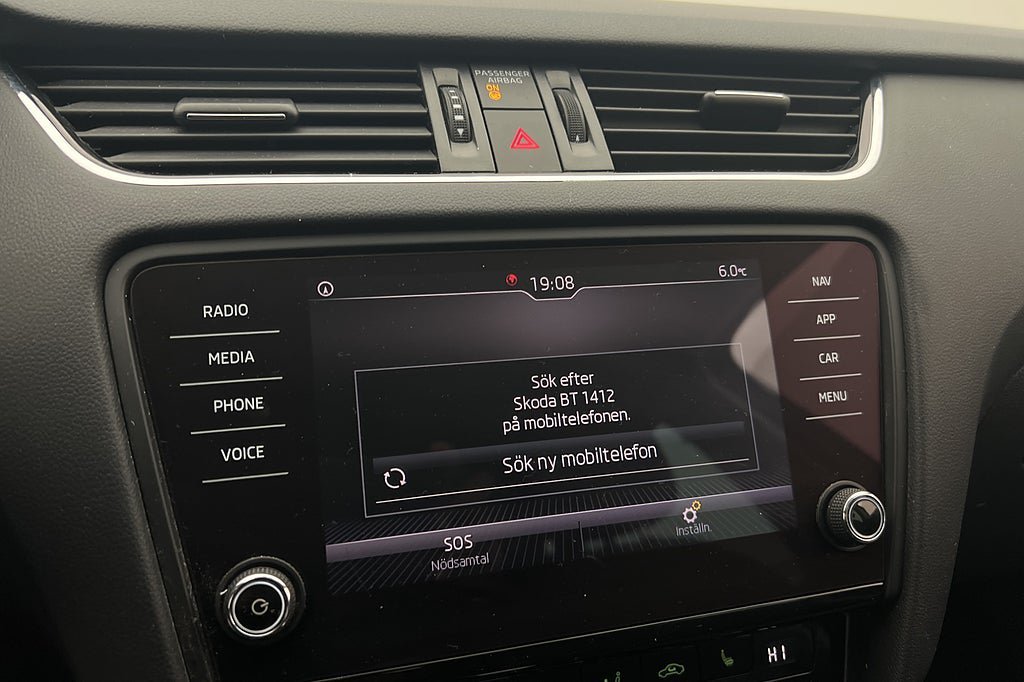 PASSENGER
AIRBAG
ON
19:08
6.0°C
RADIO
MEDIA
PHONE
VOICE
Sök efter
Skoda BT 1412
på mobiltelefonen.
Sök ny mobiltelefon
SOS
Nödsamtal
Inställn.
NAV
APP
CAR
MENU
HI